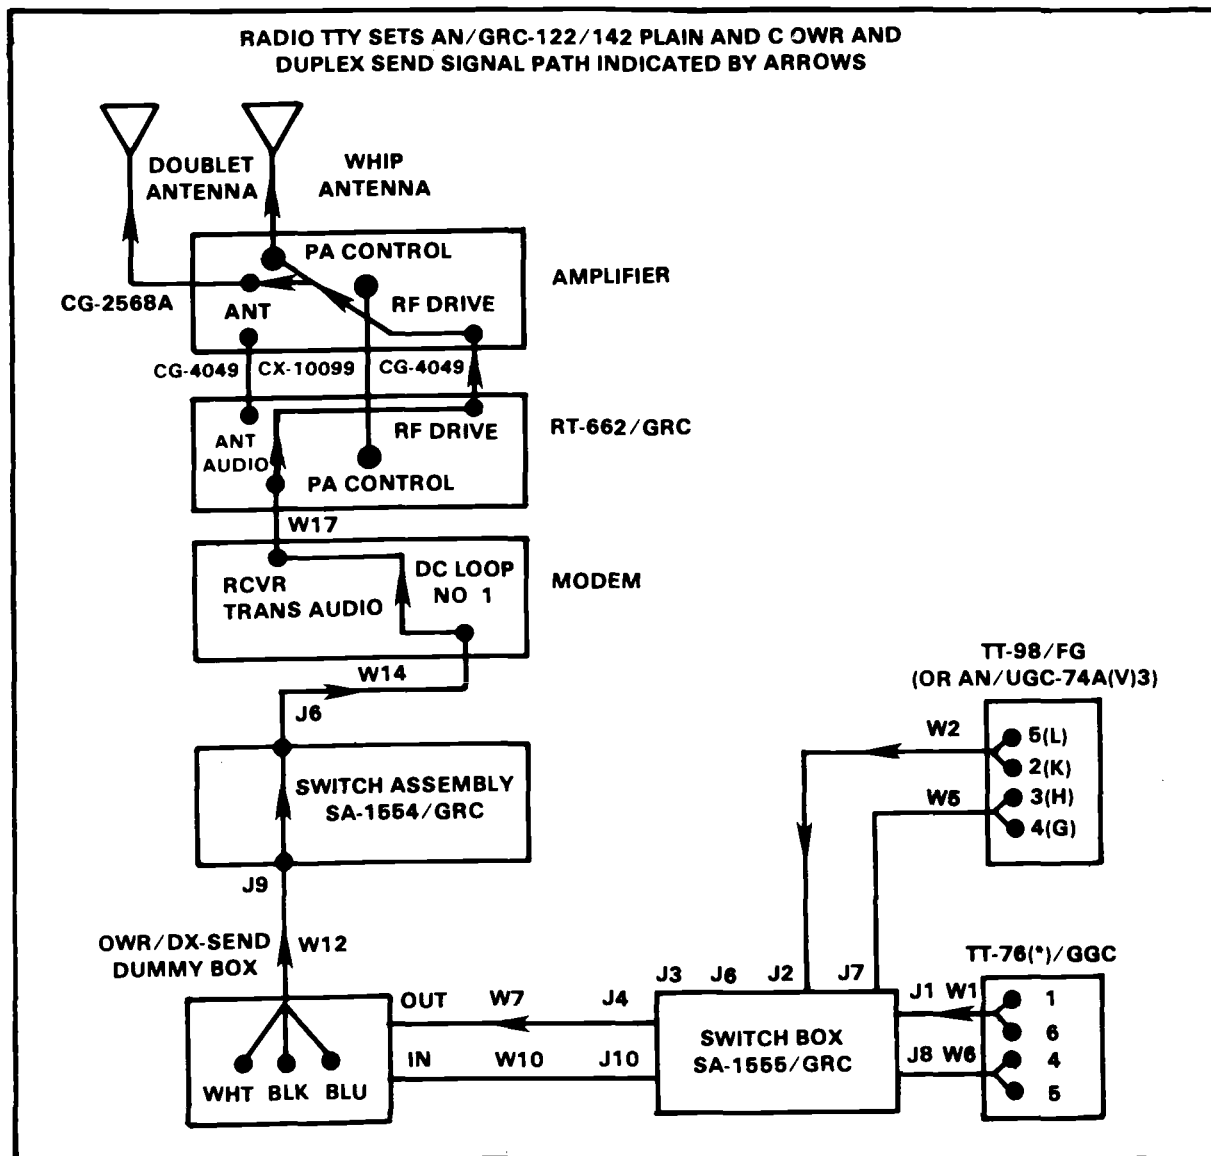 RADIO TTY SETS AN/GRC-122/142 PLAIN AND C OWR AND
DUPLEX SEND SIGNAL PATH INDICATED BY ARROWS
DOUBLET
ANTENNA
WHIP
ANTENNA
PA CONTROL
AMPLIFIER
CG-2568A
ANT
RF DRIVE
CG-4049
CX-10099
CG-4049
RT-662/GRC
ANT
AUDIO
RF DRIVE
PA CONTROL
W17
RCVR
TRANS AUDIO
DC LOOP
NO 1
MODEM
W14
J6
SWITCH ASSEMBLY
SA-1554/GRC
J9
TT-98/FG
(OR AN/UGC-74A(V)3)
W2
5(L)
2(K)
W5
3(H)
4(G)
OWR/DX-SEND
DUMMY BOX
W12
OUT
W7
J4
IN
W10
J10
WHT BLK BLU
J3
J6
J2
J7
SWITCH BOX
SA-1555/GRC
TT-76(*)/GGC
J1 W1
1
6
J8 W6
4
5